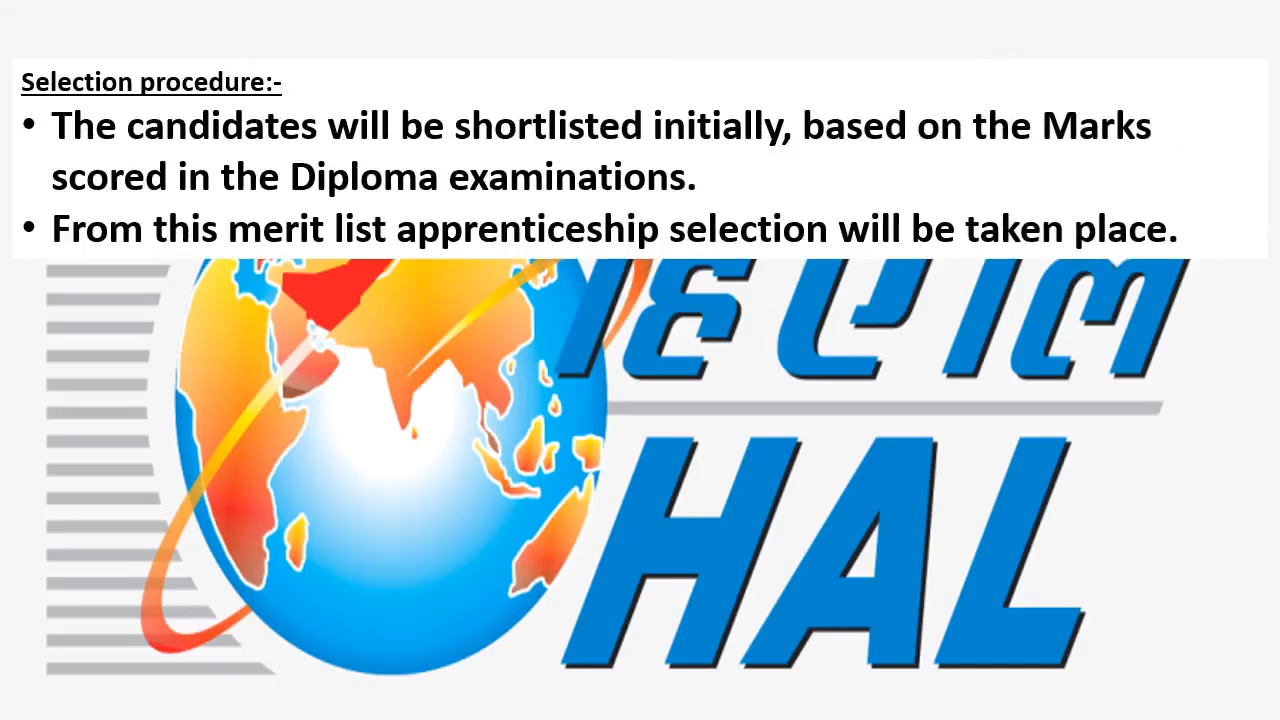 Selection procedure:-
• The candidates will be shortlisted initially, based on the Marks
scored in the Diploma examinations.
• From this merit list apprenticeship selection will be taken place.
HAL